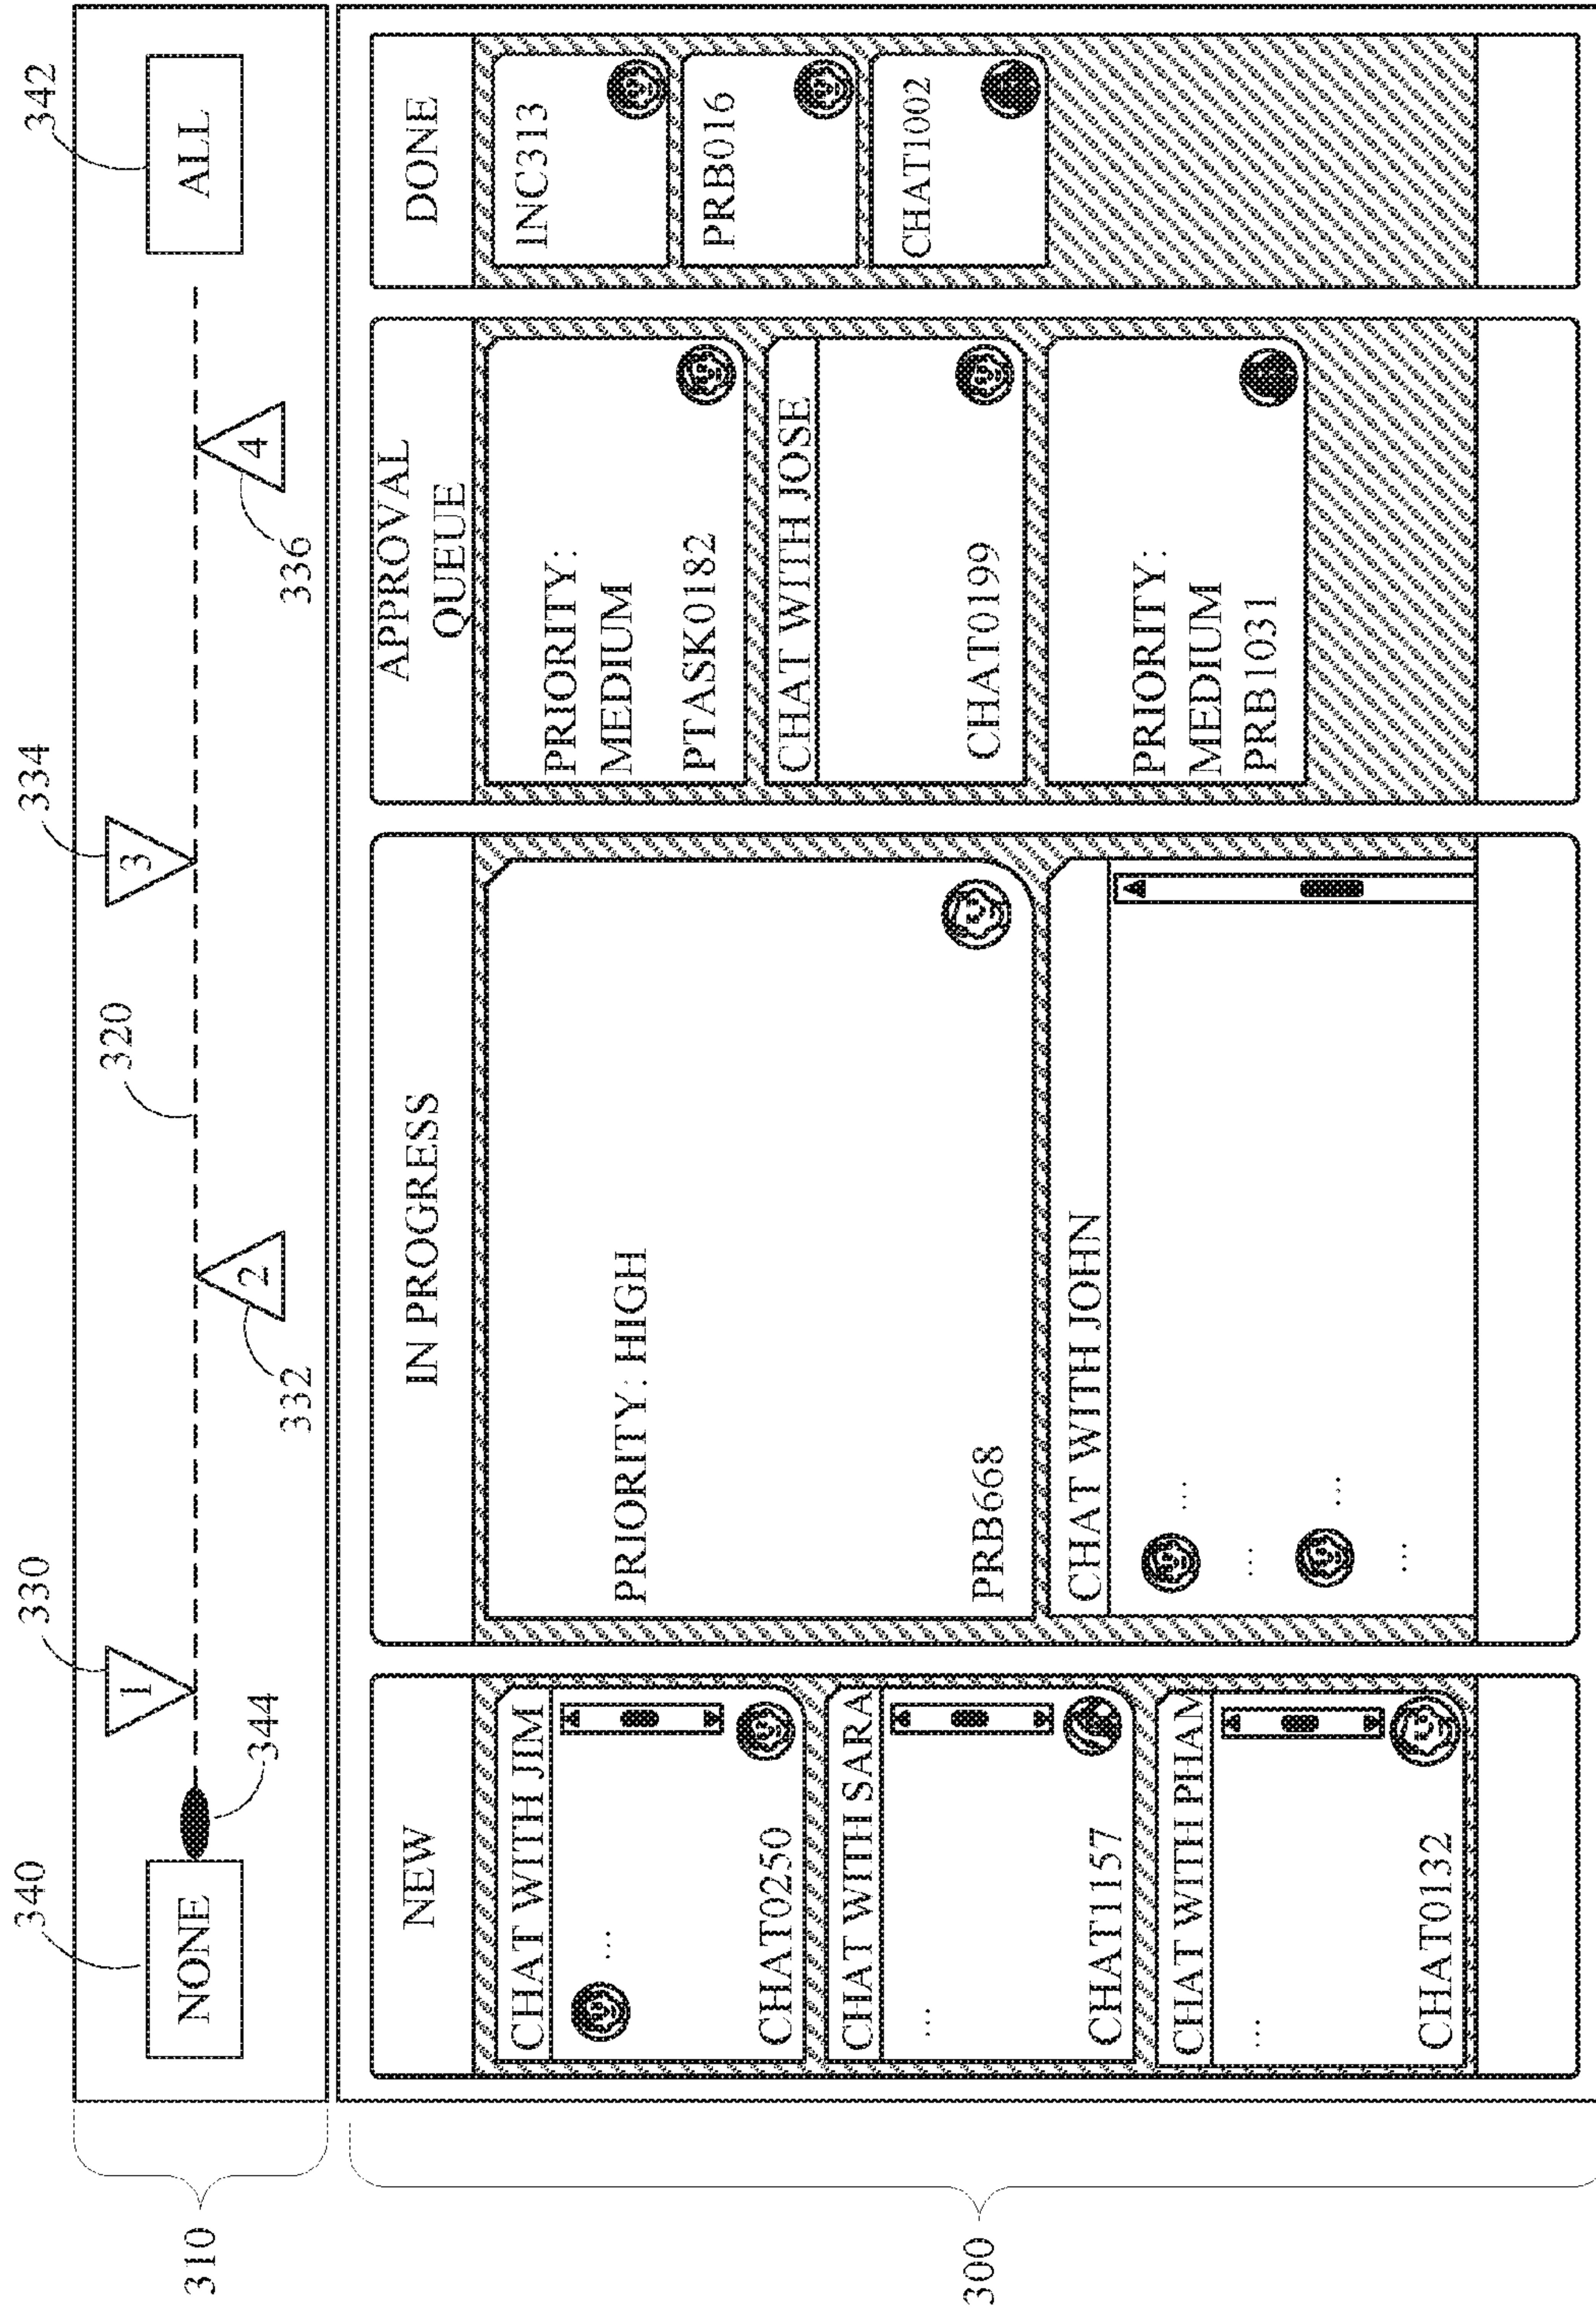 340
330
320
334
342
NONE
1
2
3
4
ALL
344
332
336
310
300
NEW
CHAT WITH JIM
...
CHAT0250
CHAT WITH SARA
...
CHAT1157
CHAT WITH PHAM
...
CHAT0132
IN PROGRESS
PRIORITY: HIGH
PRB668
CHAT WITH JOHN
...
...
...
...
APPROVAL
QUEUE
PRIORITY:
MEDIUM
PTASK0182
CHAT WITH JOSE
CHAT0199
PRIORITY:
MEDIUM
PRB1031
DONE
INC313
PRB016
CHAT1002